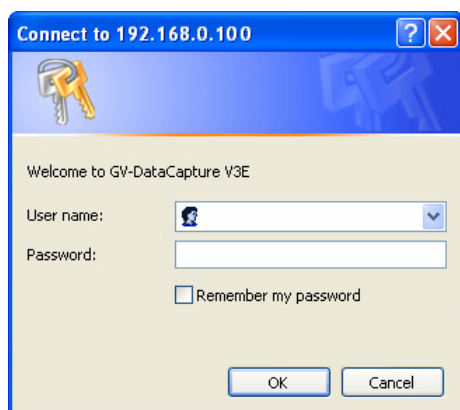 Connect to 192.168.0.100
Welcome to GV-DataCapture V3E
User name:
Password:
Remember my password
OK Cancel